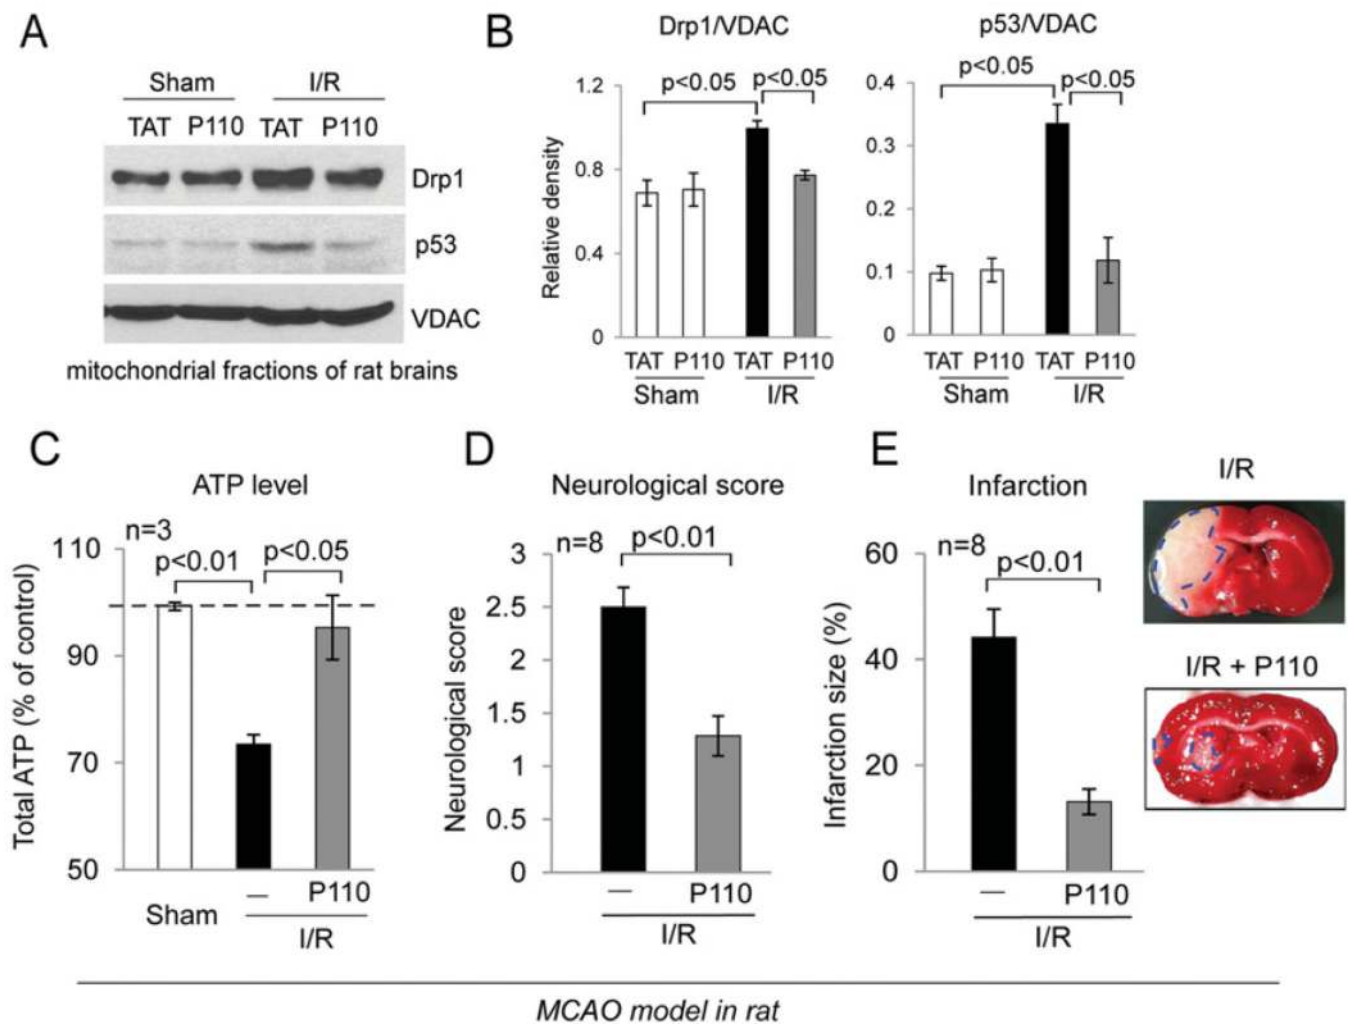 A
Sham I/R
TAT P110 TAT P110
Drp1
p53
VDAC
mitochondrial fractions of rat brains
B
Drp1/VDAC
Relative density
1.2
0.8
0.4
0
p<0.05
p<0.05
TAT P110 TAT P110
Sham I/R
p53/VDAC
0.4
0.3
0.2
0.1
0
p<0.05
p<0.05
TAT P110 TAT P110
Sham I/R
C
ATP level
n=3
p<0.01
p<0.05
Total ATP (% of control)
110
90
70
50
Sham
— P110
I/R
D
Neurological score
n=8
p<0.01
Neurological score
3
2.5
2
1.5
1
0.5
0
— P110
I/R
E
Infarction
n=8
p<0.01
Infarction size (%)
60
40
20
0
— P110
I/R
I/R
I/R + P110
MCAO model in rat